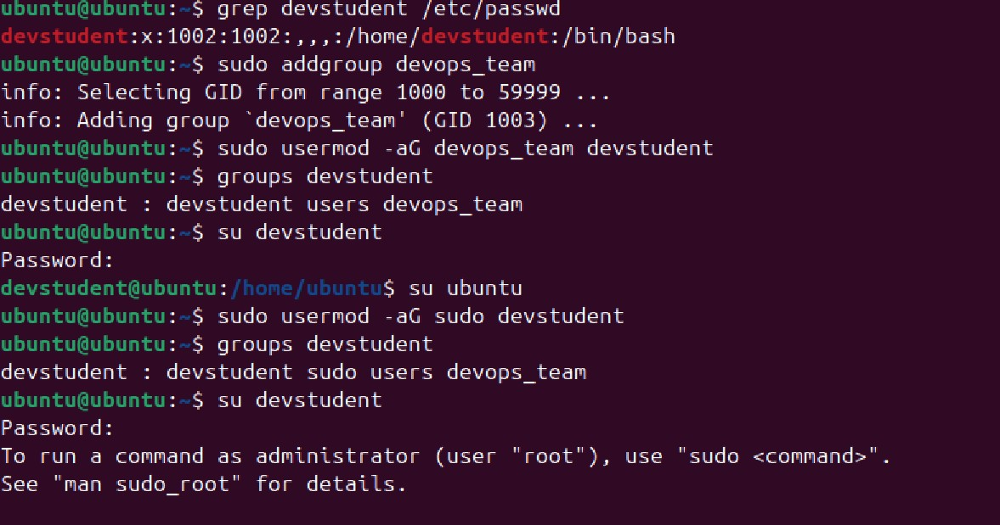 ubuntu@ubuntu:~$ grep devstudent /etc/passwd
devstudent:x:1002:1002:,,,:/home/devstudent:/bin/bash
ubuntu@ubuntu:~$ sudo addgroup devops_team
info: Selecting GID from range 1000 to 59999 ...
info: Adding group `devops_team' (GID 1003) ...
ubuntu@ubuntu:~$ sudo usermod -aG devops_team devstudent
ubuntu@ubuntu:~$ groups devstudent
devstudent : devstudent users devops_team
ubuntu@ubuntu:~$ su devstudent
Password:
devstudent@ubuntu:/home/ubuntu$ su ubuntu
ubuntu@ubuntu:~$ sudo usermod -aG sudo devstudent
ubuntu@ubuntu:~$ groups devstudent
devstudent : devstudent sudo users devops_team
ubuntu@ubuntu:~$ su devstudent
Password:
To run a command as administrator (user "root"), use "sudo <command>".
See "man sudo_root" for details.